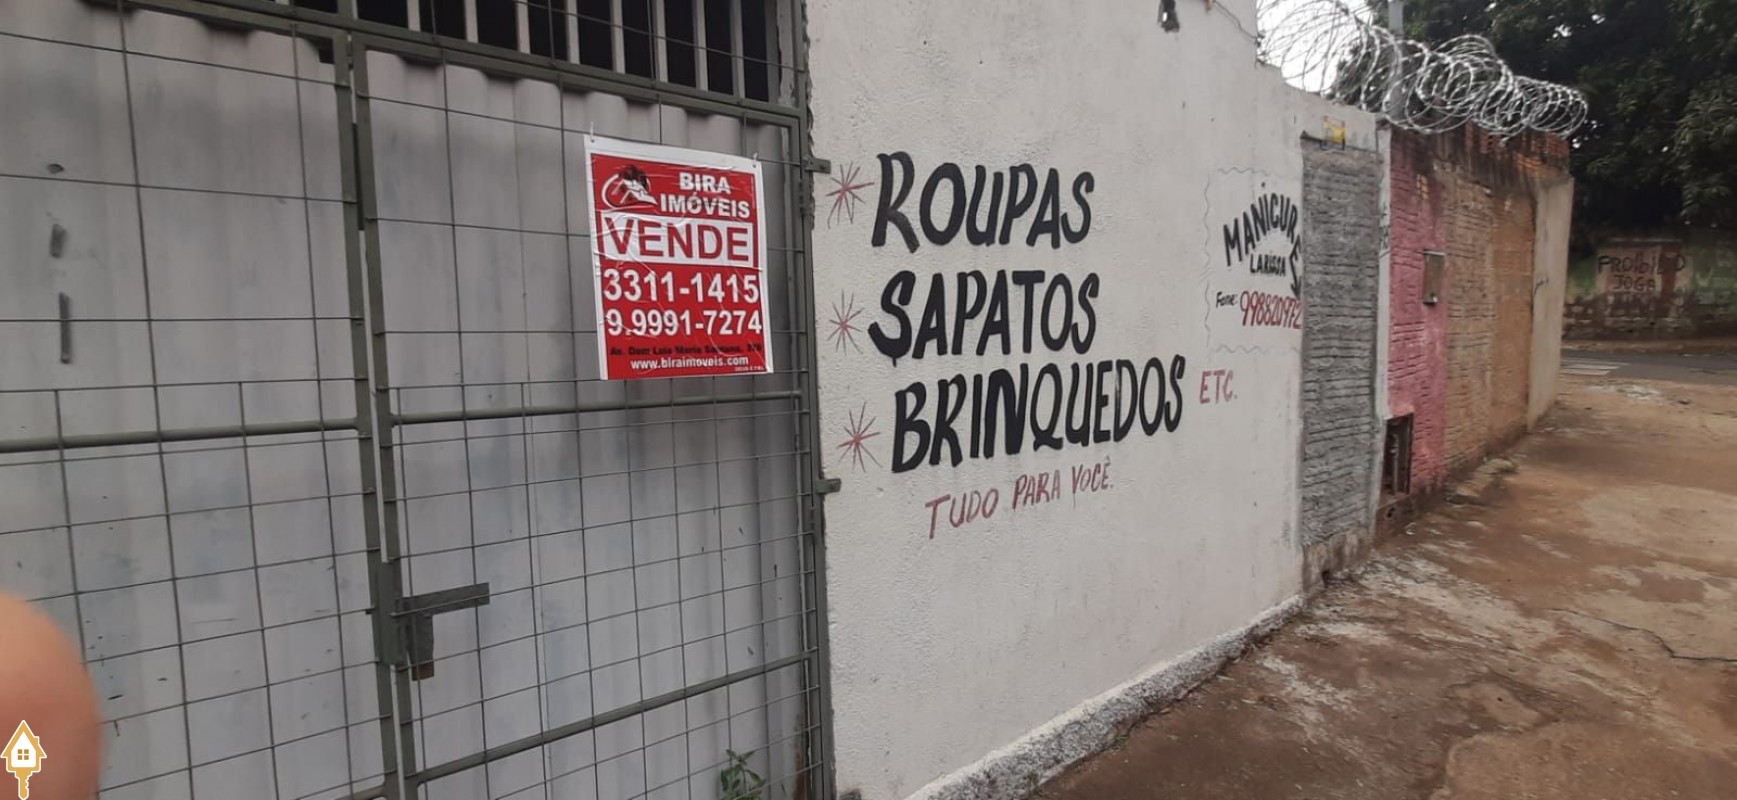 BIRA
IMÓVEIS
VENDE
3311-1415
9.9991-7274
www.biraimoveis.com
ROUPAS
SAPATOS
BRINQUEDOS ETC.
TUDO PARA VOCÊ.
MANICURE
LARISSA
FONE: 998820972
PROIBIDO
JOGA